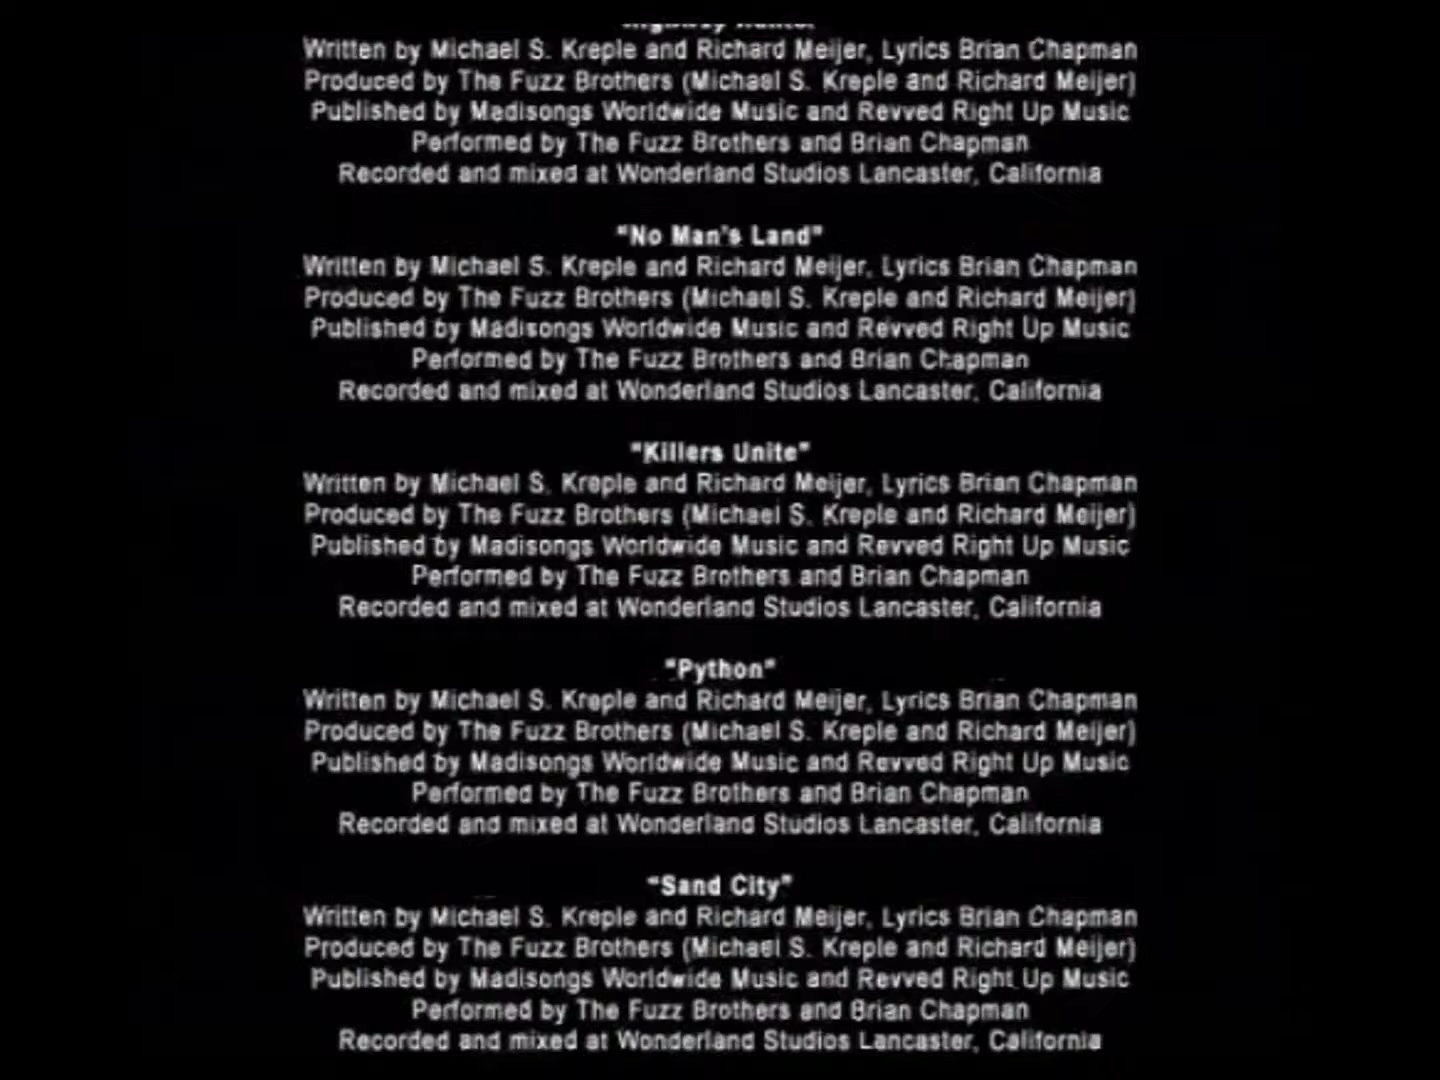 Written by Michael S. Kreple and Richard Meijer, Lyrics Brian Chapman
Produced by The Fuzz Brothers (Michael S. Kreple and Richard Meijer)
Published by Madisongs Worldwide Music and Revved Right Up Music
Performed by The Fuzz Brothers and Brian Chapman
Recorded and mixed at Wonderland Studios Lancaster, California
"No Man's Land"
Written by Michael S. Kreple and Richard Meijer, Lyrics Brian Chapman
Produced by The Fuzz Brothers (Michael S. Kreple and Richard Meijer)
Published by Madisongs Worldwide Music and Revved Right Up Music
Performed by The Fuzz Brothers and Brian Chapman
Recorded and mixed at Wonderland Studios Lancaster, California
"Killers Unite"
Written by Michael S. Kreple and Richard Meijer, Lyrics Brian Chapman
Produced by The Fuzz Brothers (Michael S. Kreple and Richard Meijer)
Published by Madisongs Worldwide Music and Revved Right Up Music
Performed by The Fuzz Brothers and Brian Chapman
Recorded and mixed at Wonderland Studios Lancaster, California
"Python"
Written by Michael S. Kreple and Richard Meijer, Lyrics Brian Chapman
Produced by The Fuzz Brothers (Michael S. Kreple and Richard Meijer)
Published by Madisongs Worldwide Music and Revved Right Up Music
Performed by The Fuzz Brothers and Brian Chapman
Recorded and mixed at Wonderland Studios Lancaster, California
"Sand City"
Written by Michael S. Kreple and Richard Meijer, Lyrics Brian Chapman
Produced by The Fuzz Brothers (Michael S. Kreple and Richard Meijer)
Published by Madisongs Worldwide Music and Revved Right Up Music
Performed by The Fuzz Brothers and Brian Chapman
Recorded and mixed at Wonderland Studios Lancaster, California